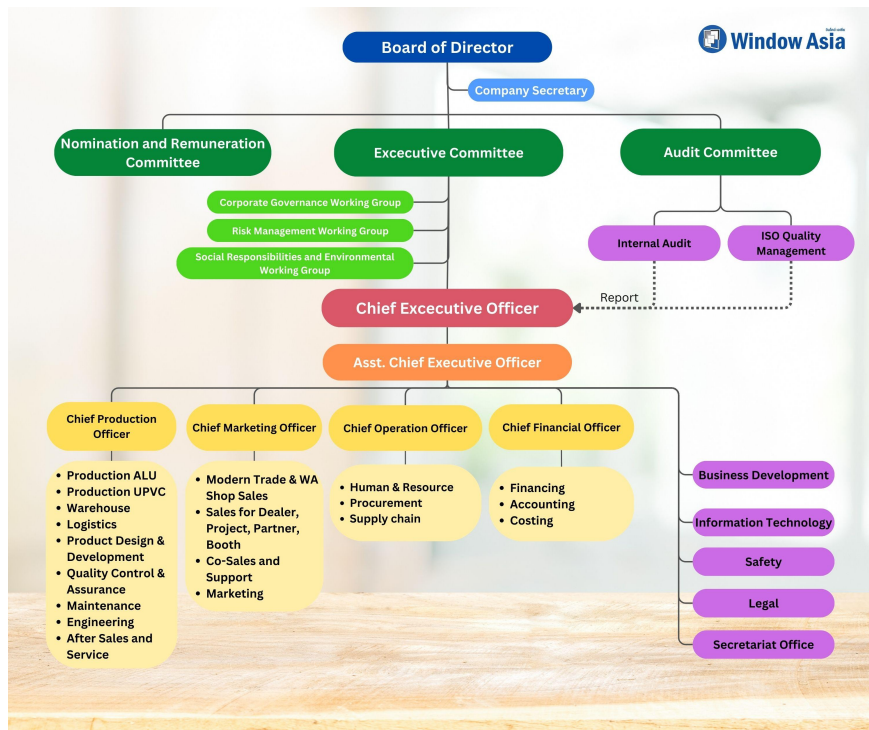 Board of Director
Window Asia
Company Secretary
Nomination and Remuneration
Committee
Excecutive Committee
Audit Committee
Corporate Governance Working Group
Risk Management Working Group
Social Responsibilities and Environmental
Working Group
Internal Audit
ISO Quality
Management
Report
Chief Excecutive Officer
Asst. Chief Executive Officer
Chief Production
Officer
Chief Marketing Officer
Chief Operation Officer
Chief Financial Officer
• Production ALU
• Production UPVC
• Warehouse
• Logistics
• Product Design &
Development
• Quality Control &
Assurance
• Maintenance
• Engineering
• After Sales and
Service
• Modern Trade & WA
Shop Sales
• Sales for Dealer,
Project, Partner,
Booth
• Co-Sales and
Support
• Marketing
• Human & Resource
• Procurement
• Supply chain
• Financing
• Accounting
• Costing
Business Development
Information Technology
Safety
Legal
Secretariat Office